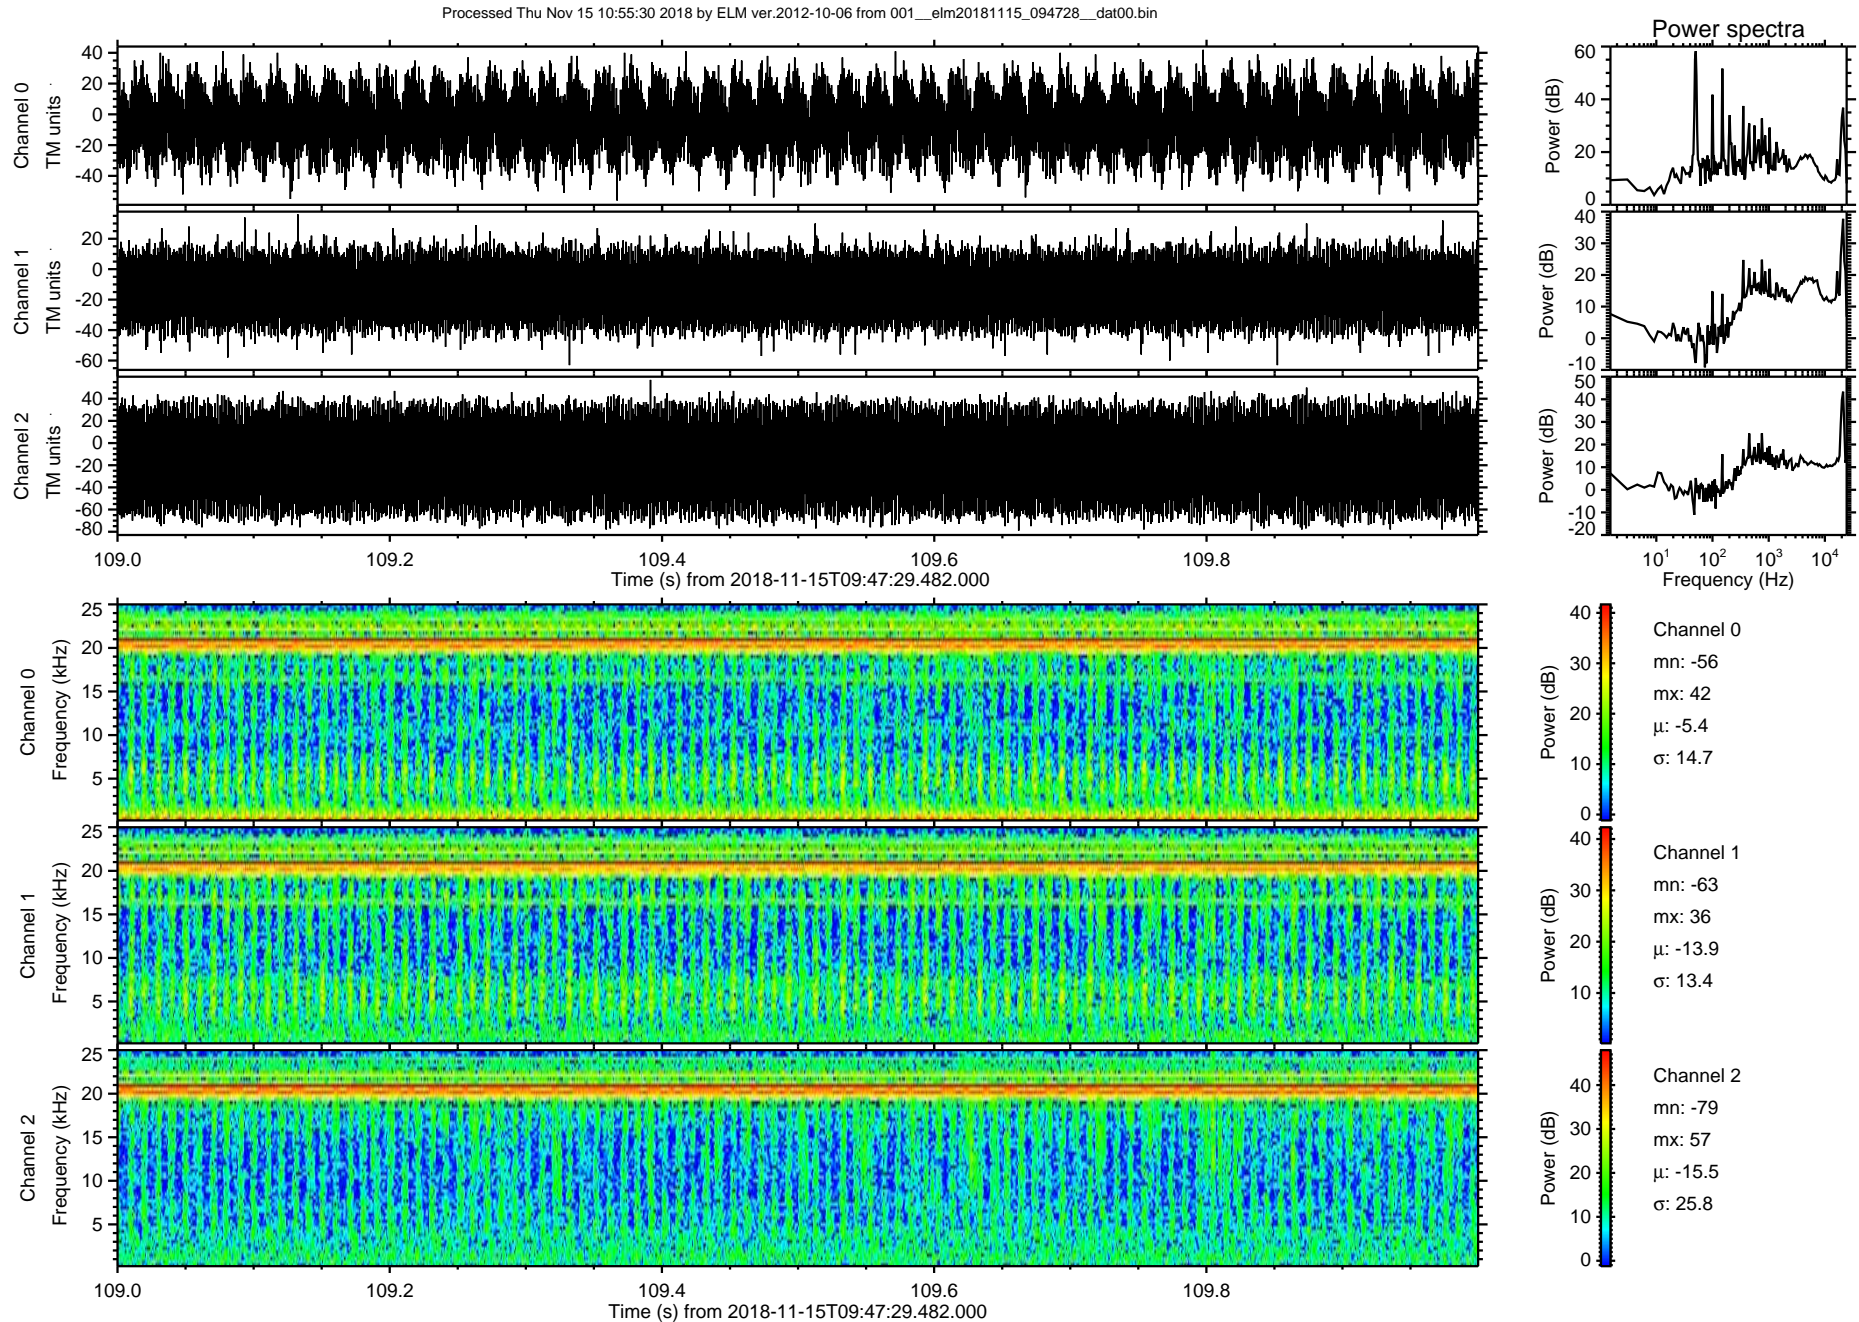 Processed Thu Nov 15 10:55:30 2018 by ELM ver.2012-10-06 from 001__elm20181115_094728__dat00.bin
Power spectra
Channel 0
TM units
40
20
0
-20
-40
Power (dB)
60
40
20
0
Channel 1
TM units
20
0
-20
-40
-60
Power (dB)
40
30
20
10
0
-10
Channel 2
TM units
40
20
0
-20
-40
-60
-80
Power (dB)
50
40
30
20
10
0
-10
-20
109.0 109.2 109.4 109.6 109.8
Time (s) from 2018-11-15T09:47:29.482.000
10^1 10^2 10^3 10^4
Frequency (Hz)
Channel 0
Frequency (kHz)
25
20
15
10
5
Power (dB)
40
30
20
10
0
Channel 0
mn: -56
mx: 42
μ: -5.4
σ: 14.7
Channel 1
Frequency (kHz)
25
20
15
10
5
Power (dB)
40
30
20
10
Channel 1
mn: -63
mx: 36
μ: -13.9
σ: 13.4
Channel 2
Frequency (kHz)
25
20
15
10
5
Power (dB)
40
30
20
10
0
Channel 2
mn: -79
mx: 57
μ: -15.5
σ: 25.8
109.0 109.2 109.4 109.6 109.8
Time (s) from 2018-11-15T09:47:29.482.000